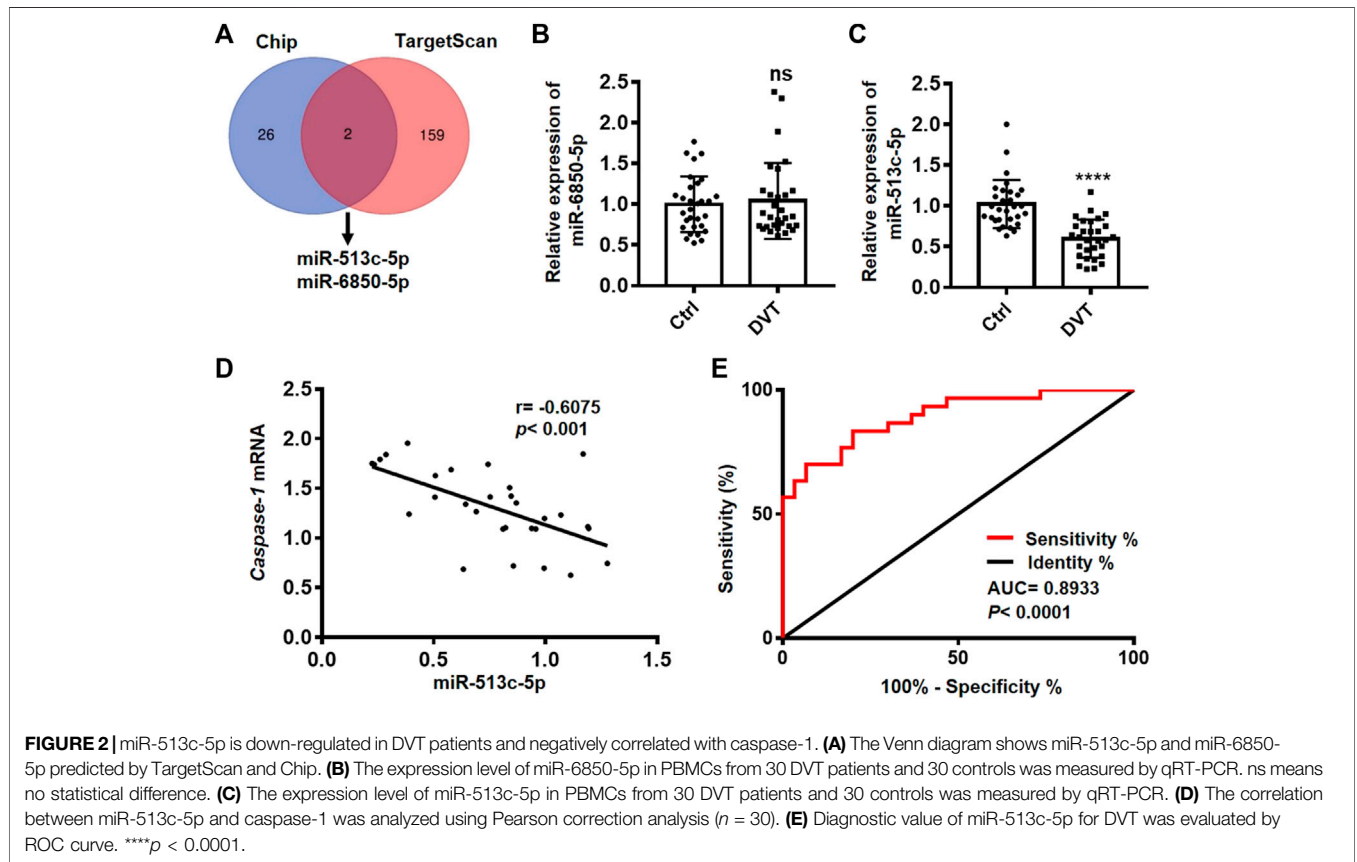 A
Chip
TargetScan
26
2
159
miR-513c-5p
miR-6850-5p
B
Relative expression of
miR-6850-5p
2.5
2.0
1.5
1.0
0.5
0.0
ns
Ctrl
DVT
C
Relative expression of
miR-513c-5p
2.5
2.0
1.5
1.0
0.5
0.0
****
Ctrl
DVT
D
Caspase-1 mRNA
2.5
2.0
1.5
1.0
0.5
0.0
r= -0.6075
p< 0.001
0.0
0.5
1.0
1.5
miR-513c-5p
E
Sensitivity (%)
100
50
0
Sensitivity %
Identity %
AUC= 0.8933
P< 0.0001
0
50
100
100% - Specificity %
FIGURE 2 | miR-513c-5p is down-regulated in DVT patients and negatively correlated with caspase-1. (A) The Venn diagram shows miR-513c-5p and miR-6850-
5p predicted by TargetScan and Chip. (B) The expression level of miR-6850-5p in PBMCs from 30 DVT patients and 30 controls was measured by qRT-PCR. ns means
no statistical difference. (C) The expression level of miR-513c-5p in PBMCs from 30 DVT patients and 30 controls was measured by qRT-PCR. (D) The correlation
between miR-513c-5p and caspase-1 was analyzed using Pearson correction analysis (n = 30). (E) Diagnostic value of miR-513c-5p for DVT was evaluated by
ROC curve. ****p < 0.0001.